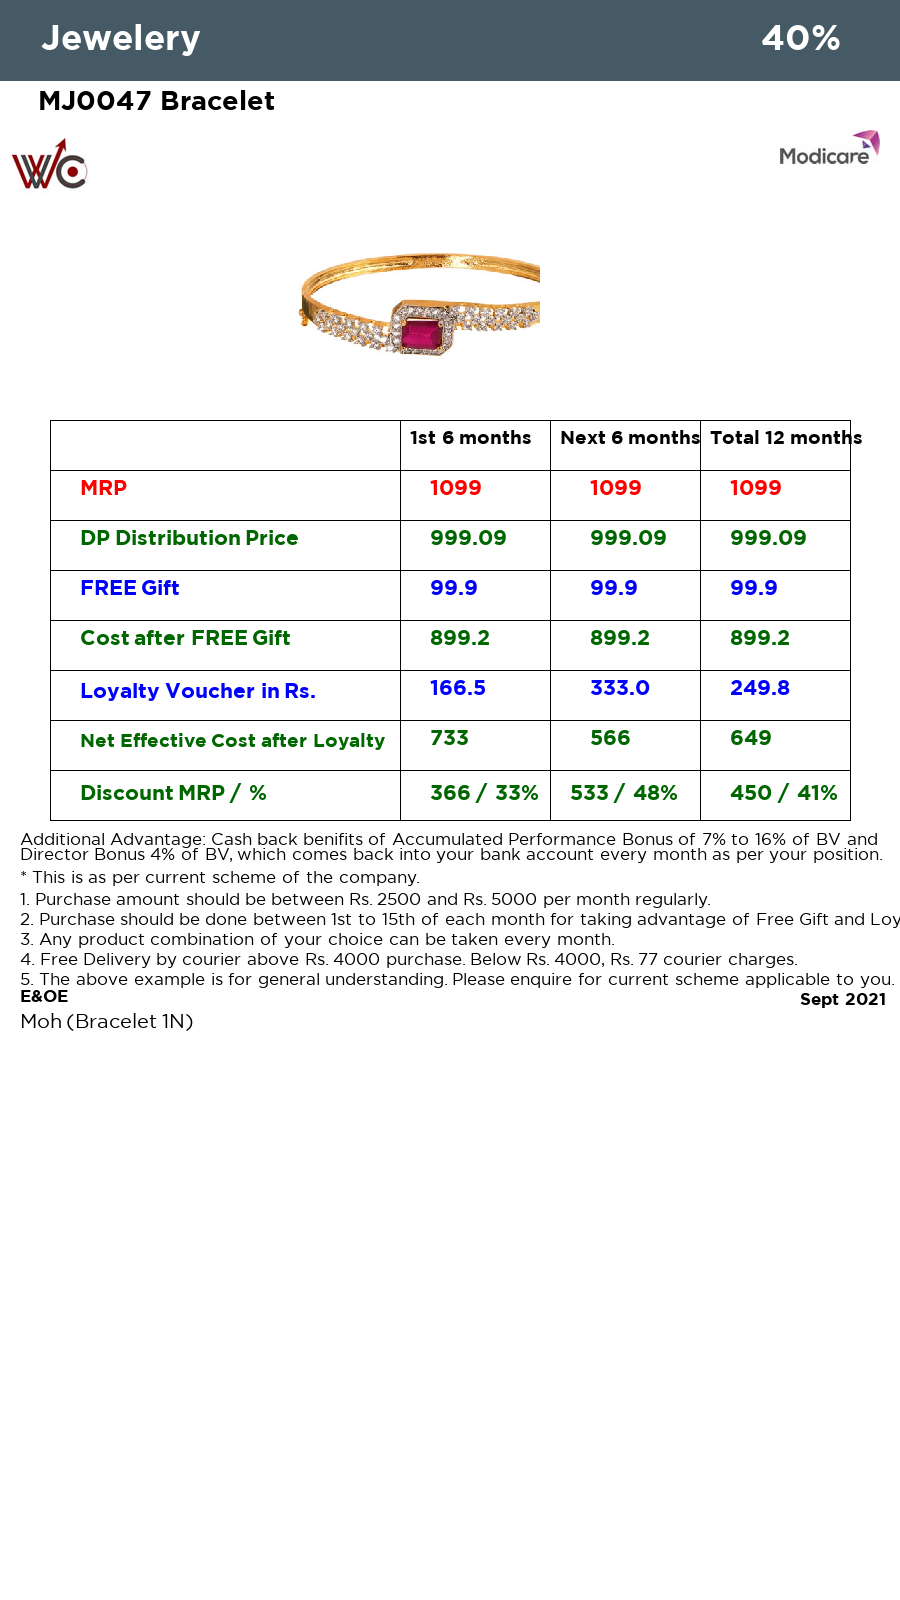 Jewelery 40%
MJ0047 Bracelet
WC
Modicare
1st 6 months Next 6 months Total 12 months
MRP 1099 1099 1099
DP Distribution Price 999.09 999.09 999.09
FREE Gift 99.9 99.9 99.9
Cost after FREE Gift 899.2 899.2 899.2
Loyalty Voucher in Rs. 166.5 333.0 249.8
Net Effective Cost after Loyalty 733 566 649
Discount MRP / % 366 / 33% 533 / 48% 450 / 41%
Additional Advantage: Cash back benifits of Accumulated Performance Bonus of 7% to 16% of BV and
Director Bonus 4% of BV, which comes back into your bank account every month as per your position.
* This is as per current scheme of the company.
1. Purchase amount should be between Rs. 2500 and Rs. 5000 per month regularly.
2. Purchase should be done between 1st to 15th of each month for taking advantage of Free Gift and Loy
3. Any product combination of your choice can be taken every month.
4. Free Delivery by courier above Rs. 4000 purchase. Below Rs. 4000, Rs. 77 courier charges.
5. The above example is for general understanding. Please enquire for current scheme applicable to you.
E&OE
Sept 2021
Moh (Bracelet 1N)